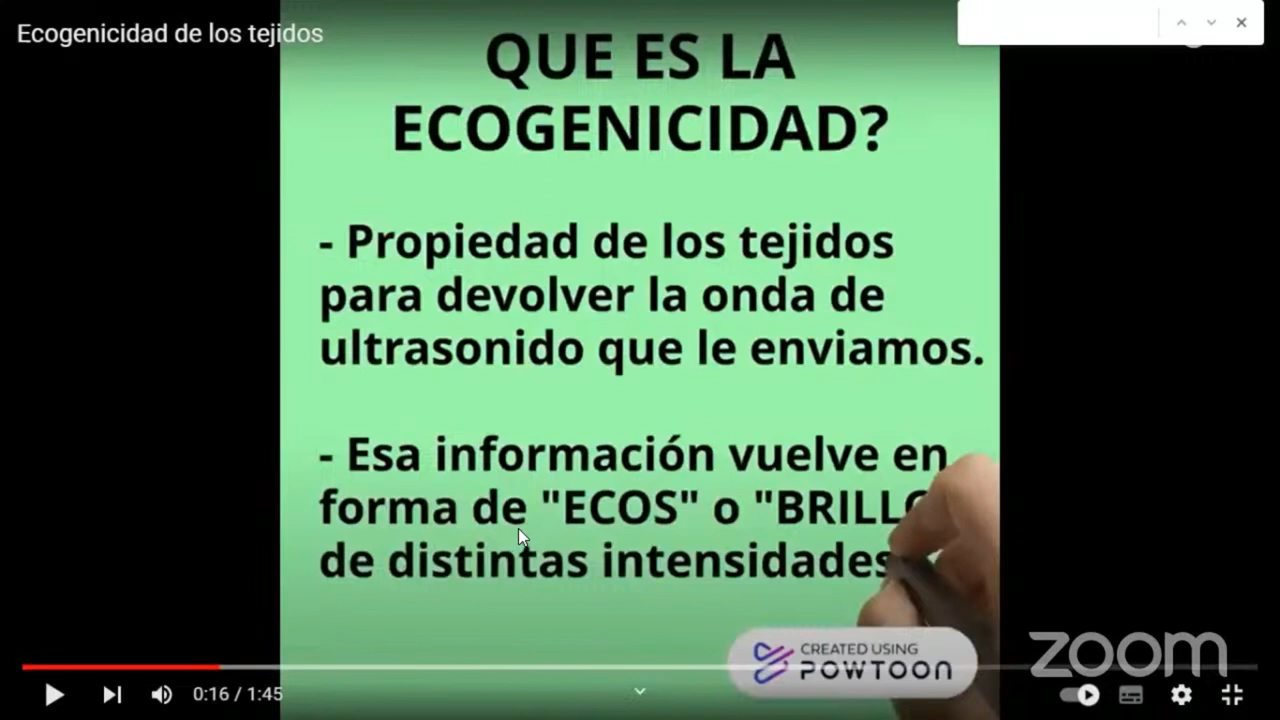 Ecogenicidad de los tejidos
QUE ES LA
ECOGENICIDAD?
- Propiedad de los tejidos
para devolver la onda de
ultrasonido que le enviamos.
- Esa información vuelve en
forma de "ECOS" o
de distintas intensidades
CREATED USING
POWTOON
zoom
0:16 / 1:45